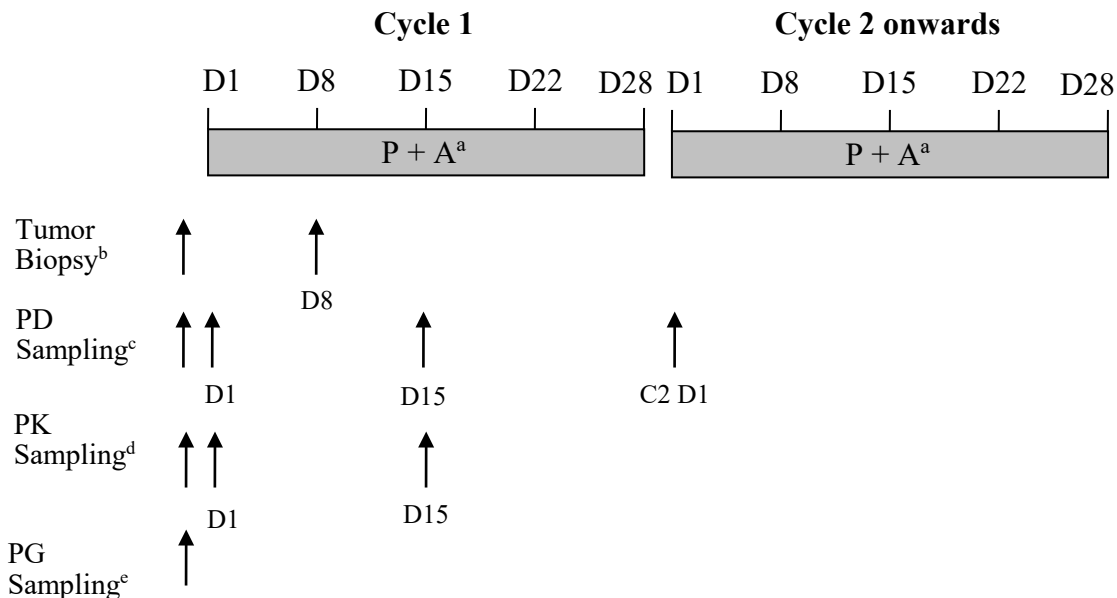 Cycle 1 Cycle 2 onwards
D1 D8 D15 D22 D28 D1 D8 D15 D22 D28
P + Aᵃ P + Aᵃ
Tumor
Biopsyᵇ
D8
PD
Samplingᶜ
D1 D15 C2 D1
PK
Samplingᵈ
D1 D15
PG
Samplingᵉ